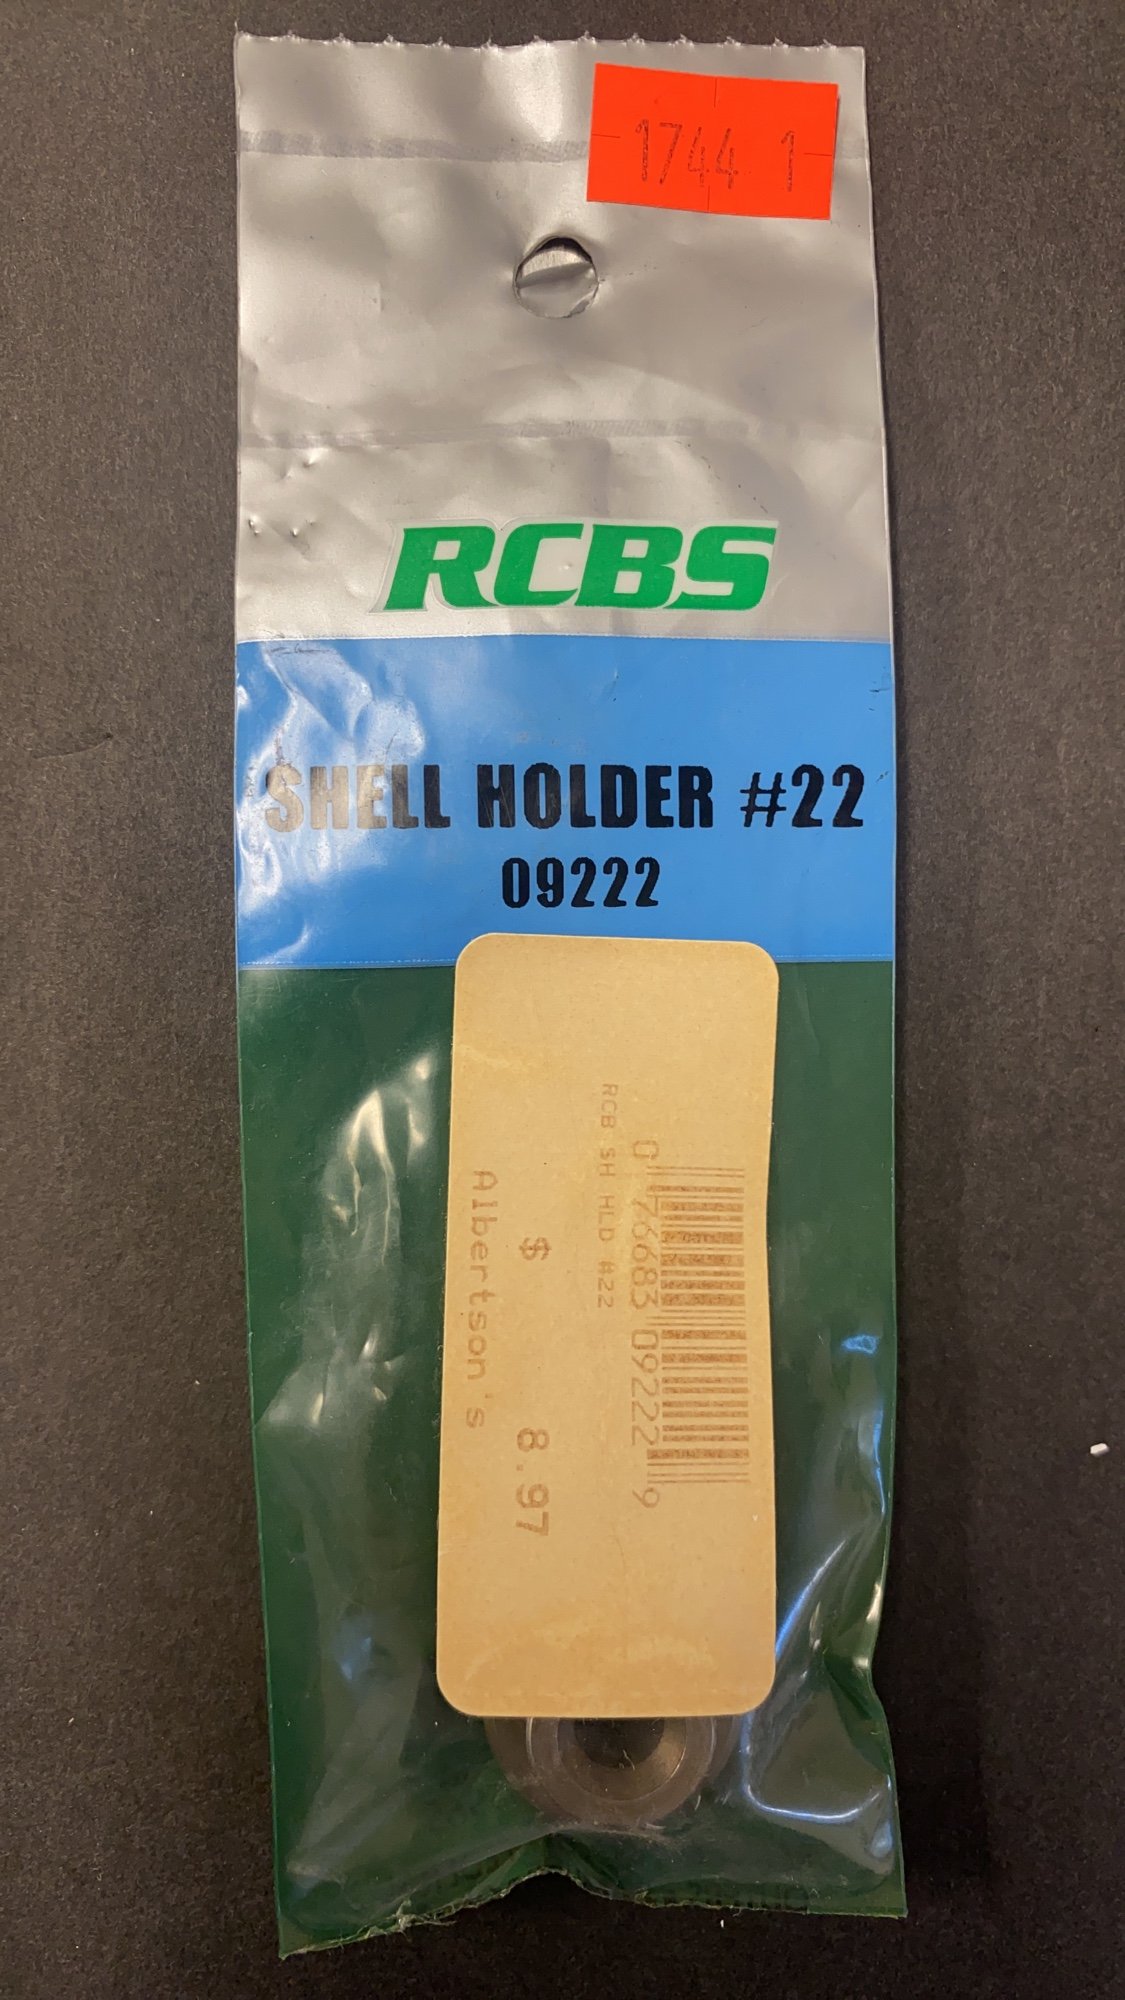 1744 1
RCBS
SHELL HOLDER #22
09222
0 76683 09222 9
RCB SH HLD #22
$ 8.97
Albertson's